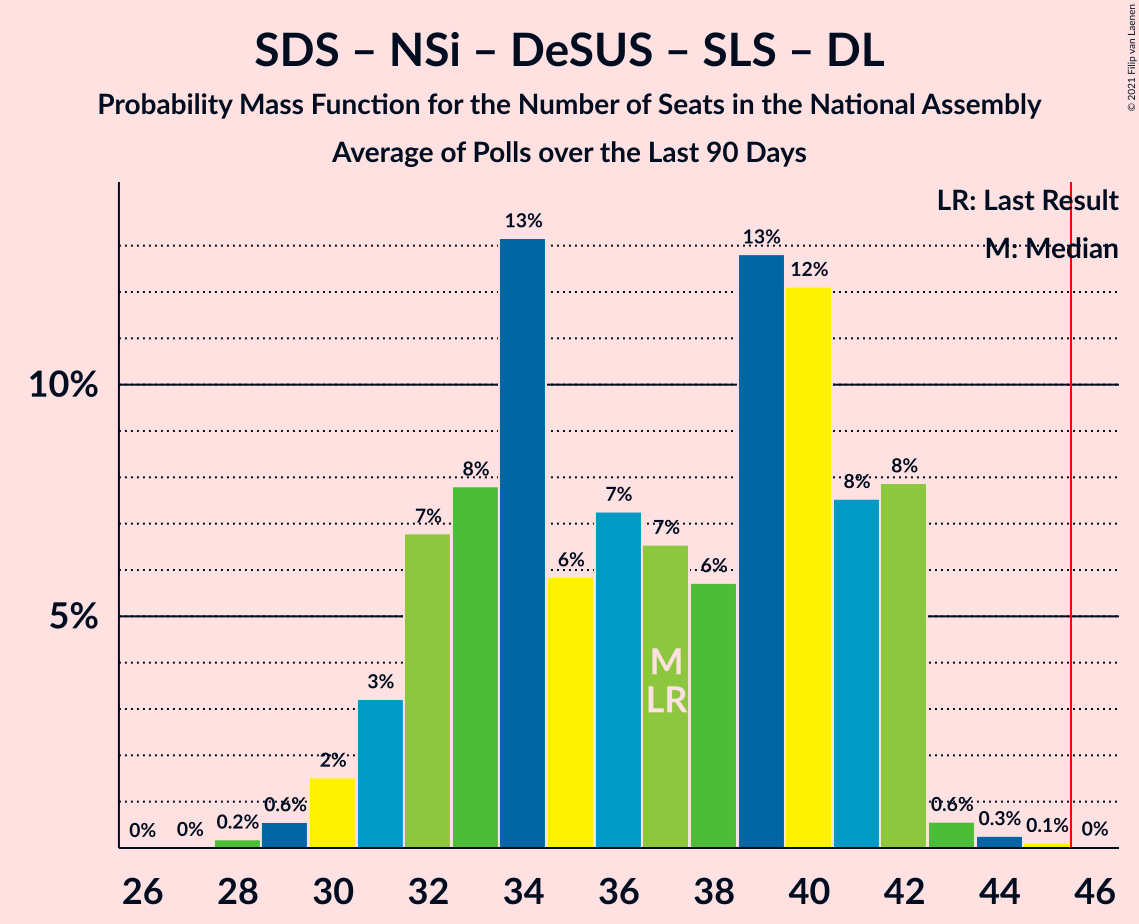 SDS – NSi – DeSUS – SLS – DL
Probability Mass Function for the Number of Seats in the National Assembly
Average of Polls over the Last 90 Days
© 2021 Filip van Laenen
LR: Last Result
M: Median
10%
5%
0%
0%
0.2%
0.6%
2%
3%
7%
8%
13%
6%
7%
7%
6%
13%
12%
8%
8%
0.6%
0.3%
0.1%
0%
M
LR
26 28 30 32 34 36 38 40 42 44 46